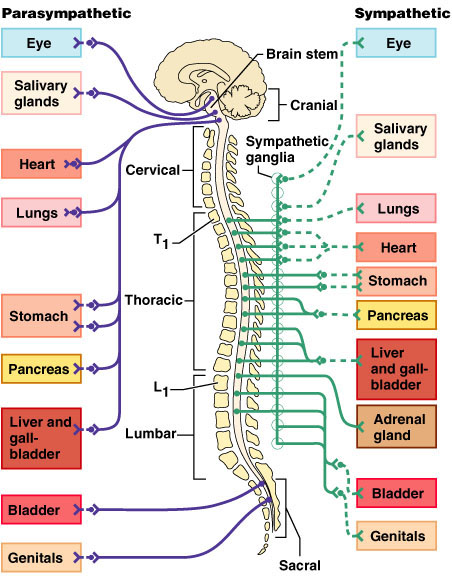 Parasympathetic
Eye
Salivary
glands
Heart
Lungs
Stomach
Pancreas
Liver and
gall-
bladder
Bladder
Genitals
Brain stem
Cranial
Sympathetic
ganglia
Cervical
T1
Thoracic
L1
Lumbar
Sacral
Sympathetic
Eye
Salivary
glands
Lungs
Heart
Stomach
Pancreas
Liver
and gall-
bladder
Adrenal
gland
Bladder
Genitals